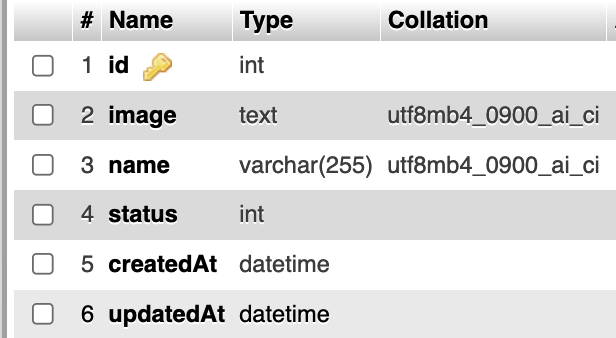 # Name Type Collation
1 id int
2 image text utf8mb4_0900_ai_ci
3 name varchar(255) utf8mb4_0900_ai_ci
4 status int
5 createdAt datetime
6 updatedAt datetime